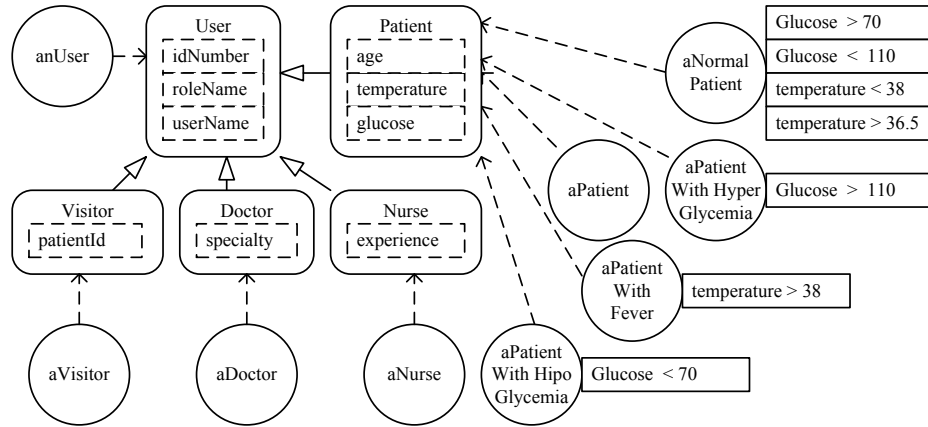 User
idNumber
roleName
userName
anUser
Patient
age
temperature
glucose
aNormal
Patient
Glucose > 70
Glucose < 110
temperature < 38
temperature > 36.5
aPatient
aPatient
With Hyper
Glycemia
Glucose > 110
Visitor
patientId
Doctor
specialty
Nurse
experience
aPatient
With
Fever
temperature > 38
aVisitor
aDoctor
aNurse
aPatient
With Hipo
Glycemia
Glucose < 70